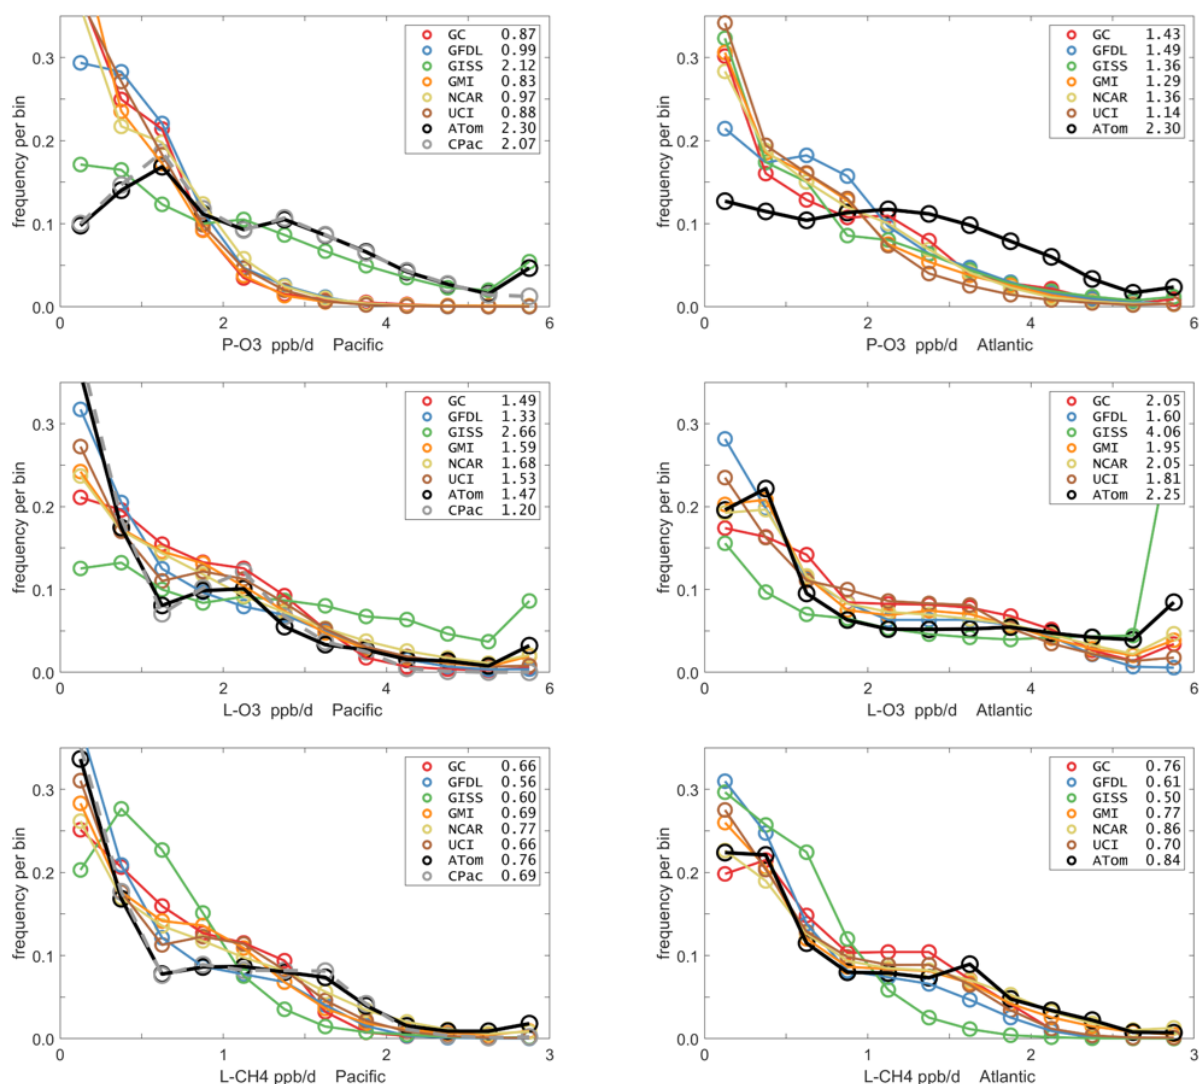 frequency per bin
0.3
0.2
0.1
0.0
0 2 4 6
P-O3 ppb/d Pacific
GC 0.87
GFDL 0.99
GISS 2.12
GMI 0.83
NCAR 0.97
UCI 0.88
ATom 2.30
CPac 2.07
frequency per bin
0.3
0.2
0.1
0.0
0 2 4 6
P-O3 ppb/d Atlantic
GC 1.43
GFDL 1.49
GISS 1.36
GMI 1.29
NCAR 1.36
UCI 1.14
ATom 2.30
frequency per bin
0.3
0.2
0.1
0.0
0 2 4 6
L-O3 ppb/d Pacific
GC 1.49
GFDL 1.33
GISS 2.66
GMI 1.59
NCAR 1.68
UCI 1.53
ATom 1.47
CPac 1.20
frequency per bin
0.3
0.2
0.1
0.0
0 2 4 6
L-O3 ppb/d Atlantic
GC 2.05
GFDL 1.60
GISS 4.06
GMI 1.95
NCAR 2.05
UCI 1.81
ATom 2.25
frequency per bin
0.3
0.2
0.1
0.0
0 1 2 3
L-CH4 ppb/d Pacific
GC 0.66
GFDL 0.56
GISS 0.60
GMI 0.69
NCAR 0.77
UCI 0.66
ATom 0.76
CPac 0.69
frequency per bin
0.3
0.2
0.1
0.0
0 1 2 3
L-CH4 ppb/d Atlantic
GC 0.76
GFDL 0.61
GISS 0.50
GMI 0.77
NCAR 0.86
UCI 0.70
ATom 0.84